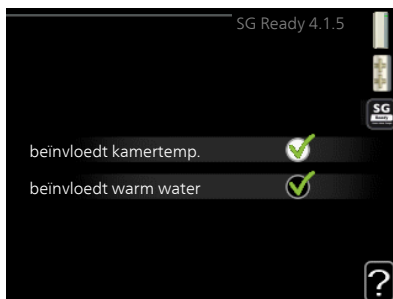 SG Ready 4.1.5
SG
Ready
beïnvloedt kamertemp.
beïnvloedt warm water
?